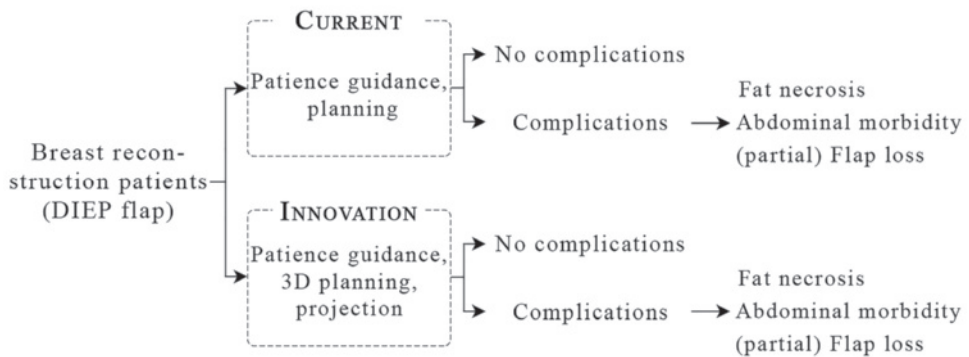 CURRENT
Patience guidance,
planning
No complications
Complications
Fat necrosis
Abdominal morbidity
(partial) Flap loss
Breast recon-
struction patients
(DIEP flap)
INNOVATION
Patience guidance,
3D planning,
projection
No complications
Complications
Fat necrosis
Abdominal morbidity
(partial) Flap loss